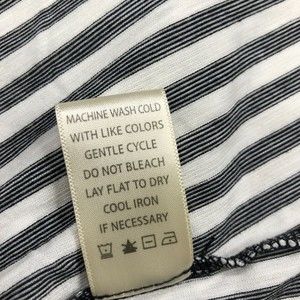 MACHINE WASH COLD
WITH LIKE COLORS
GENTLE CYCLE
DO NOT BLEACH
LAY FLAT TO DRY
COOL IRON
IF NECESSARY